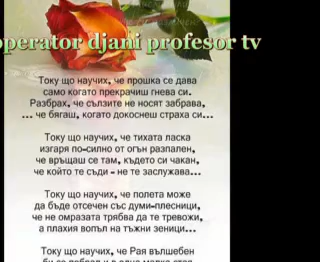 operator djani profesor tv
Току що научих, че прошка се дава
само когато прекрачиш гнева си.
Разбрах, че сълзите не носят забрава,
... че бягаш, когато докоснеш страха си...
Току що научих, че тихата ласка
изгаря по-силно от огън разпален,
че връщаш се там, където си чакан,
че който те съди - не те заслужава...
Току що научих, че полета може
да бъде отсечен със думи-плесници,
че не омразата трябва да те тревожи,
а плахия вопъл на тъжни зеници...
Току що научих, че Рая вълшебен